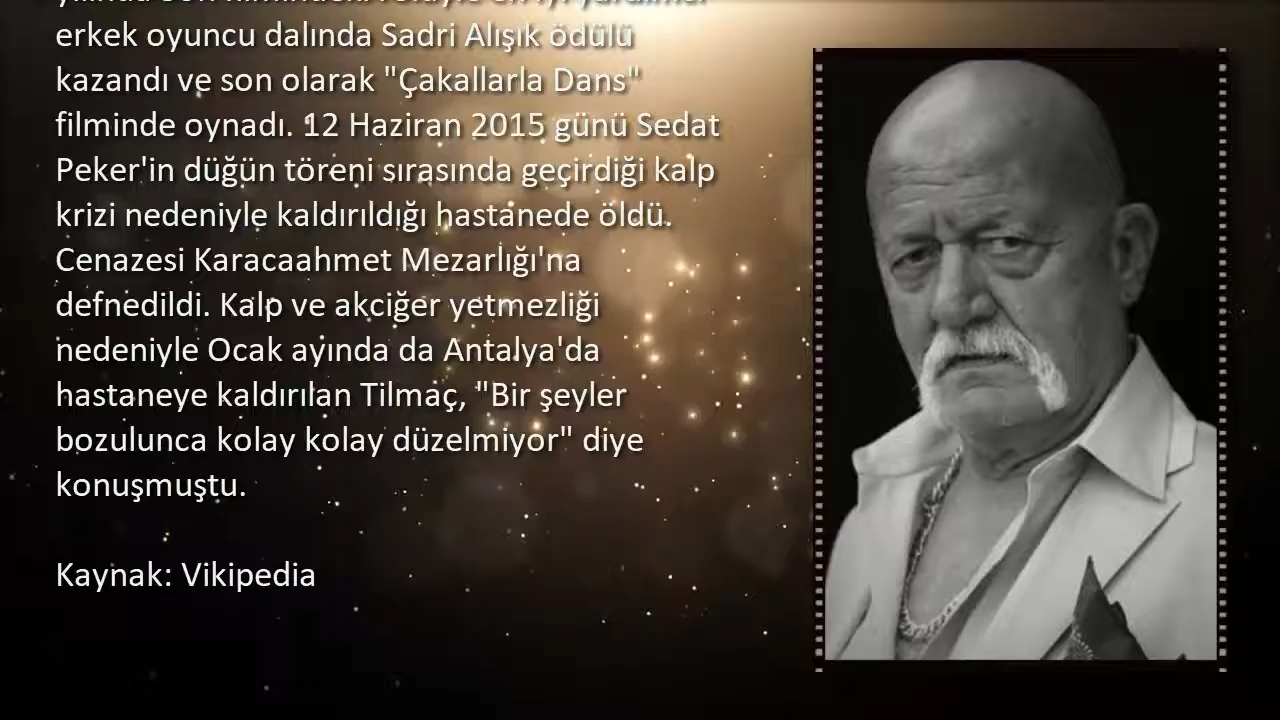 erkek oyuncu dalında Sadri Alışık ödülü
kazandı ve son olarak "Çakallarla Dans"
filminde oynadı. 12 Haziran 2015 günü Sedat
Peker'in düğün töreni sırasında geçirdiği kalp
krizi nedeniyle kaldırıldığı hastanede öldü.
Cenazesi Karacaahmet Mezarlığı'na
defnedildi. Kalp ve akciğer yetmezliği
nedeniyle Ocak ayında da Antalya'da
hastaneye kaldırılan Tilmaç, "Bir şeyler
bozulunca kolay kolay düzelmiyor" diye
konuşmuştu.
Kaynak: Vikipedia